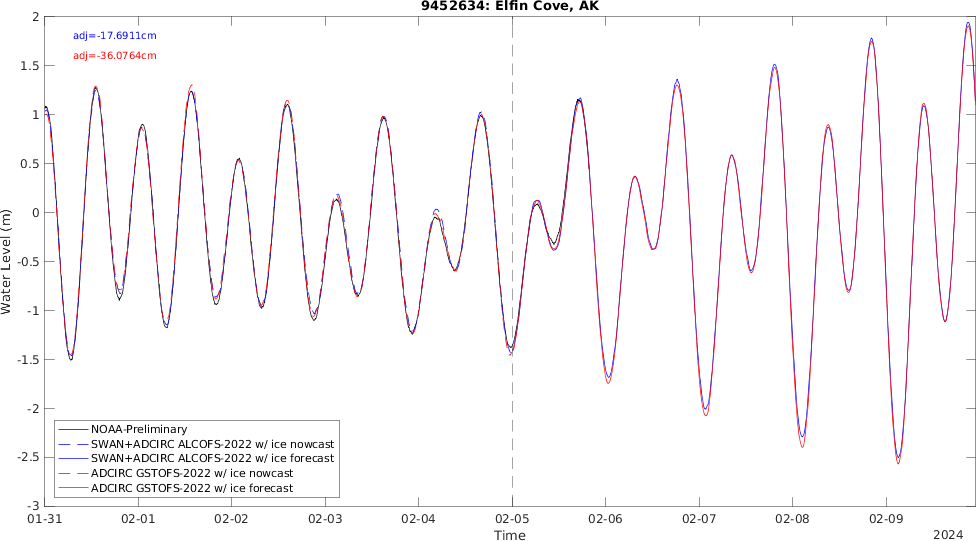 9452634: Elfin Cove, AK
adj=-17.6911cm
adj=-36.0764cm
2
1.5
1
0.5
0
-0.5
-1
-1.5
-2
-2.5
-3
Water Level (m)
NOAA-Preliminary
SWAN+ADCIRC ALCOFS-2022 w/ ice nowcast
SWAN+ADCIRC ALCOFS-2022 w/ ice forecast
ADCIRC GSTOFS-2022 w/ ice nowcast
ADCIRC GSTOFS-2022 w/ ice forecast
01-31 02-01 02-02 02-03 02-04 02-05 02-06 02-07 02-08 02-09
Time
2024